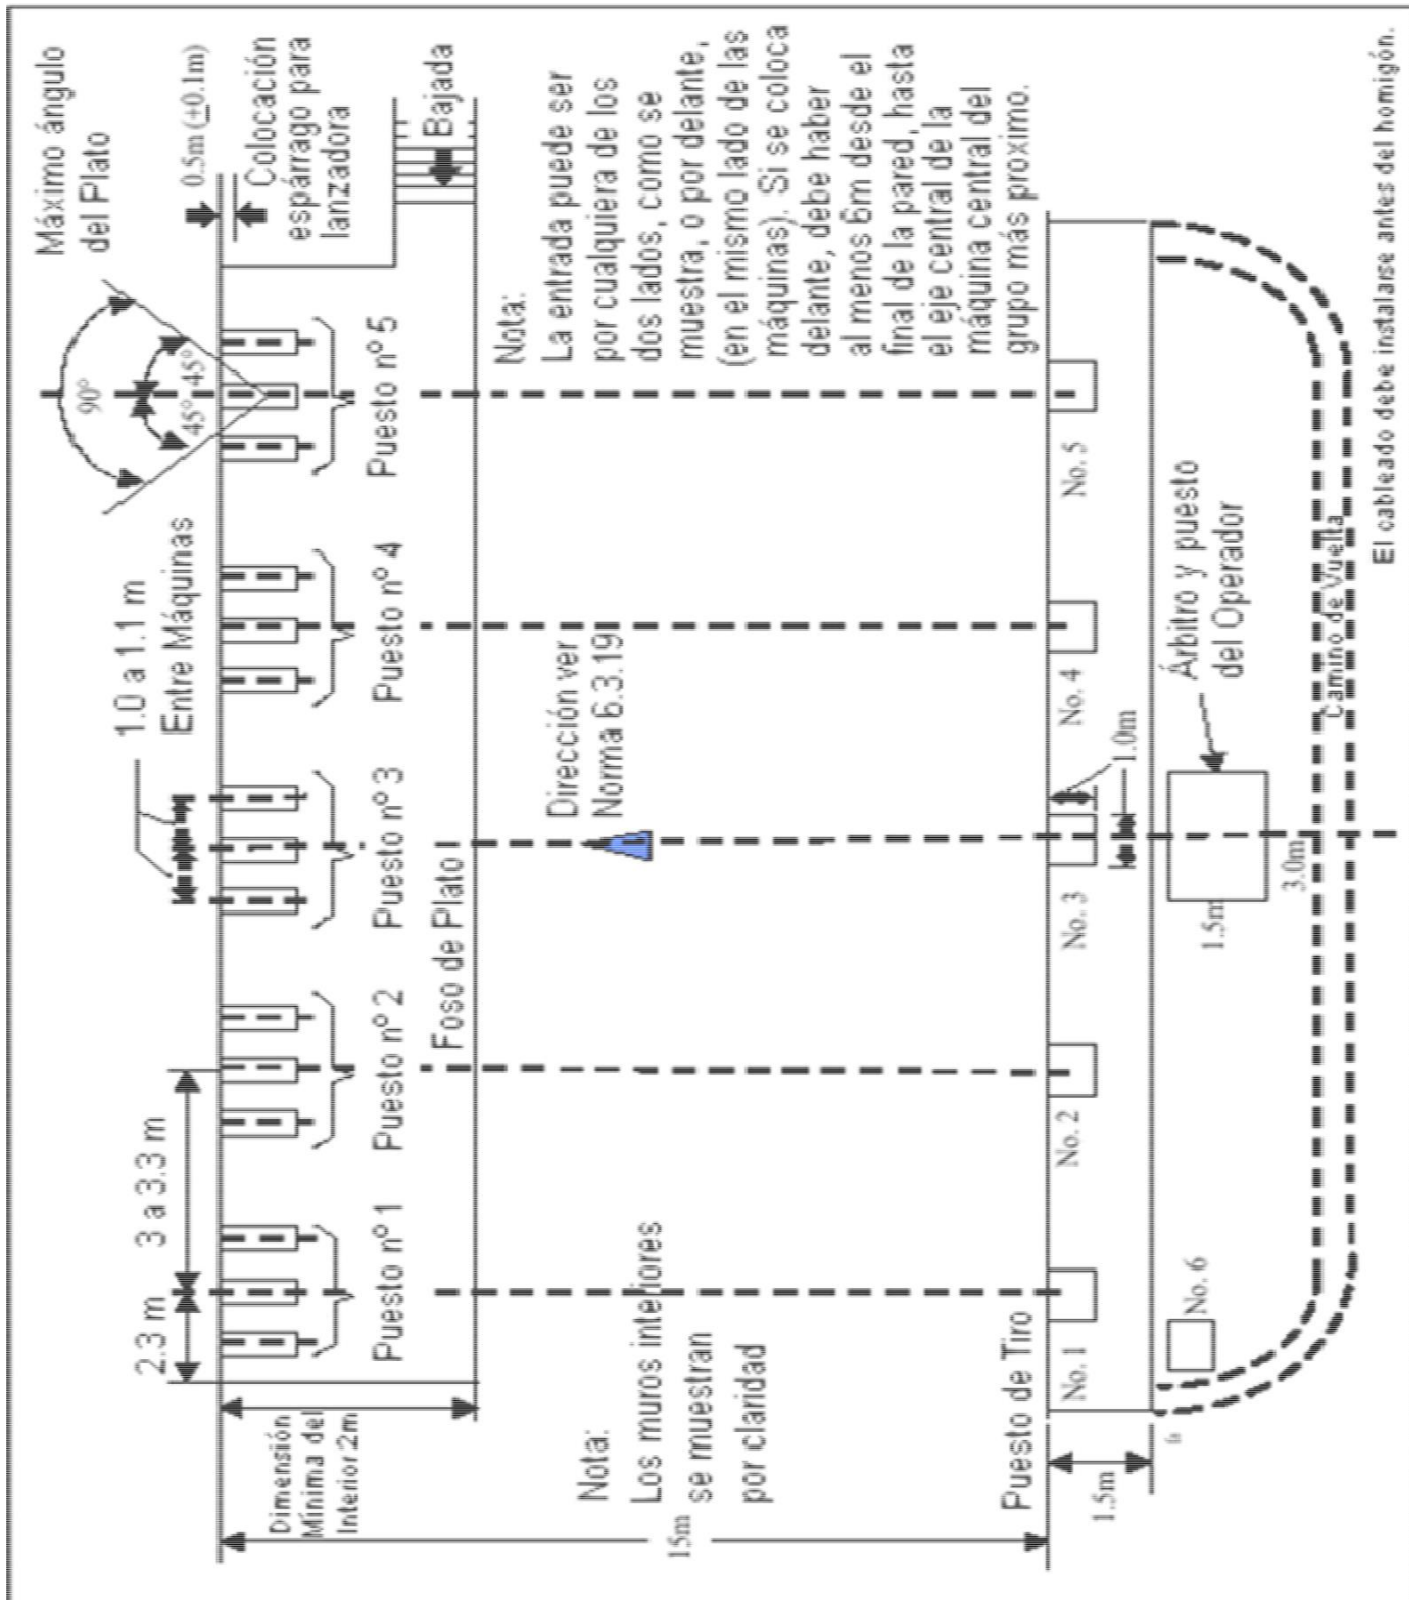 Máximo ángulo
del Plato
90°
45°
45°
0.5m (±0.1m)
Colocación
espárrago para
lanzadora
Bajada
1.0 a 1.1 m
Entre Máquinas
3 a 3.3 m
2.3 m
Puesto nº 1
Puesto nº 2
Puesto nº 3
Puesto nº 4
Puesto nº 5
Dimensión
Mínima del
Interior 2m
Foso de Plato
Nota:
Los muros interiores
se muestran
por claridad
Dirección ver
Norma 6.3.19
Nota:
La entrada puede ser
por cualquiera de los
dos lados, como se
muestra, o por delante,
(en el mismo lado de las
máquinas). Si se coloca
delante, debe haber
al menos 6m desde el
final de la pared, hasta
el eje central de la
máquina central del
grupo más proximo.
15m
Puesto de Tiro
No. 1
No. 2
No. 3
No. 4
No. 5
1.0m
1.5m
No. 6
1.5m
3.0m
Árbitro y puesto
del Operador
Camino de Vuelta
El cableado debe instalarse antes del homigón.